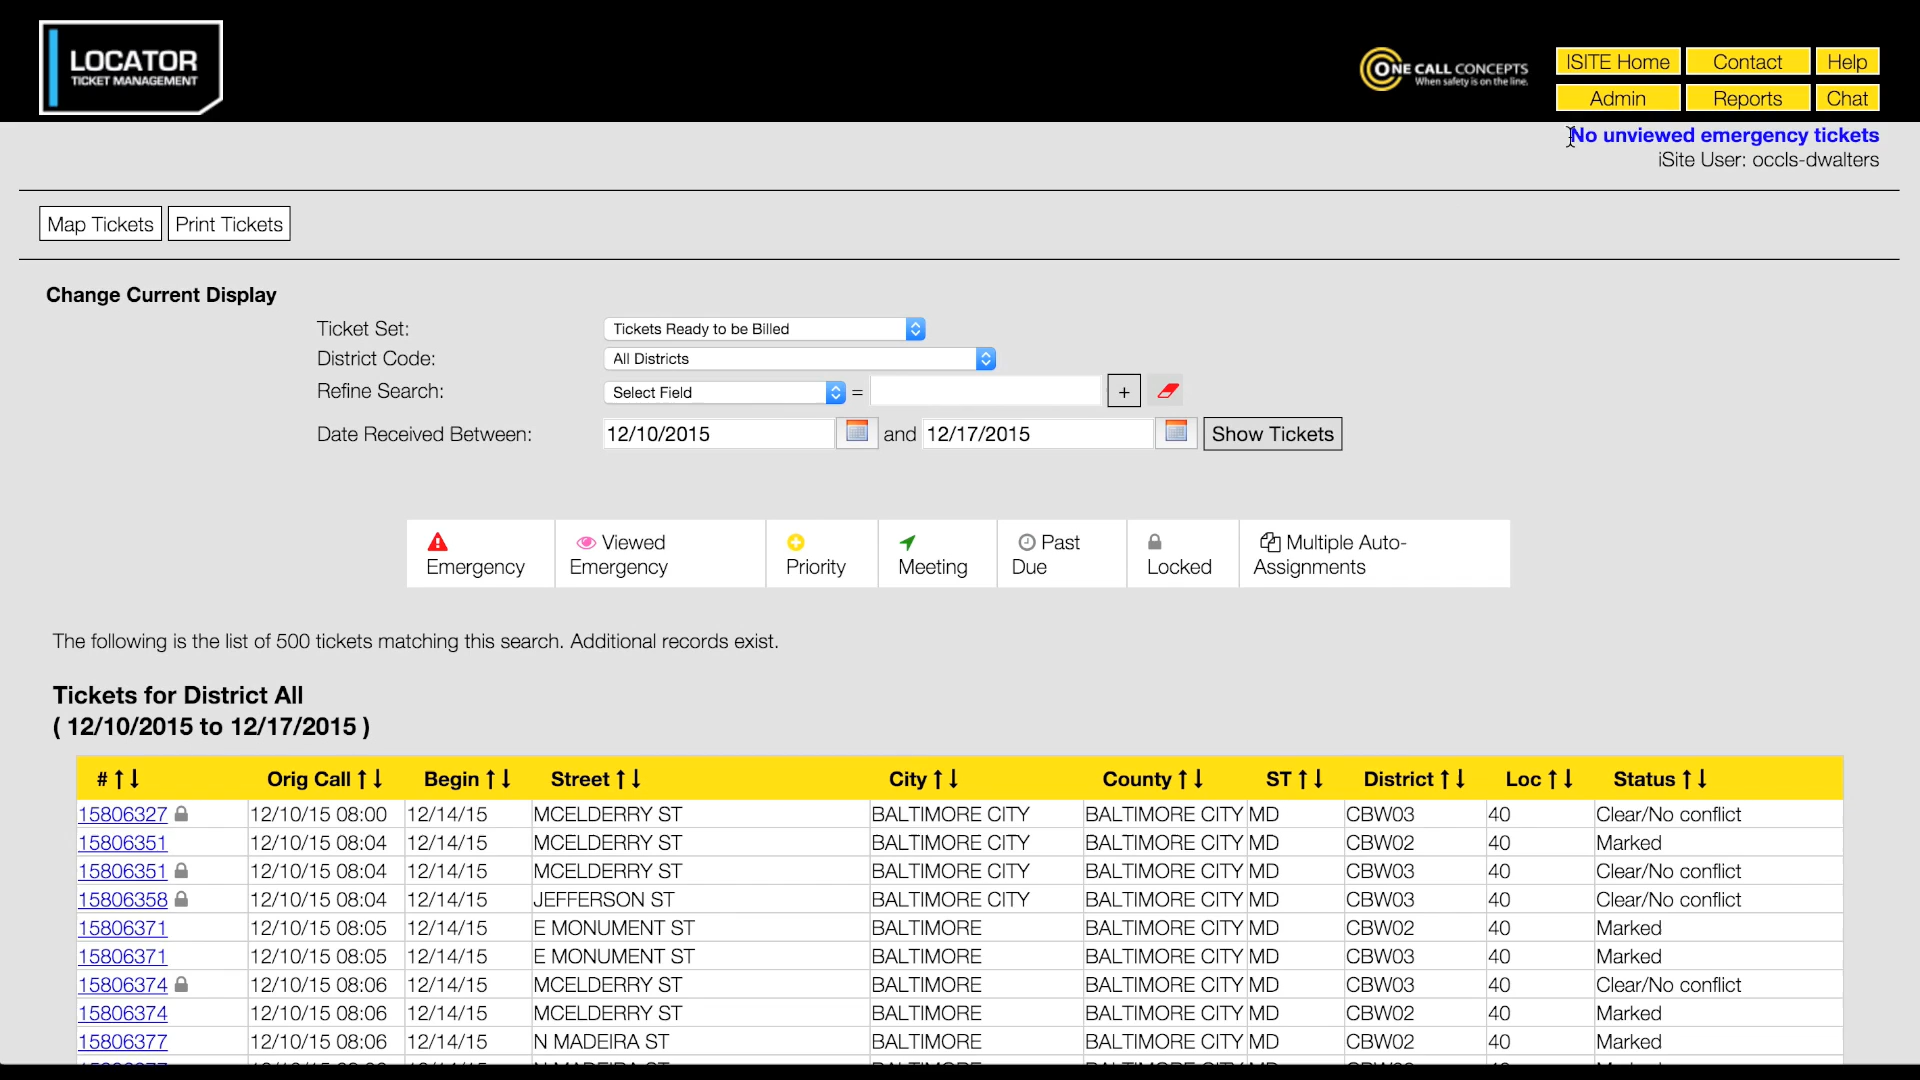 LOCATOR
TICKET MANAGEMENT
ONE CALL CONCEPTS
When safety is on the line.
ISITE Home Contact Help
Admin Reports Chat
No unviewed emergency tickets
iSite User: occls-dwalters
Map Tickets Print Tickets
Change Current Display
Ticket Set: Tickets Ready to be Billed
District Code: All Districts
Refine Search: Select Field = +
Date Received Between: 12/10/2015 and 12/17/2015 Show Tickets
Emergency
Viewed Emergency
Priority
Meeting
Past Due
Locked
Multiple Auto-Assignments
The following is the list of 500 tickets matching this search. Additional records exist.
Tickets for District All
( 12/10/2015 to 12/17/2015 )
# ↑↓ Orig Call ↑↓ Begin ↑↓ Street ↑↓ City ↑↓ County ↑↓ ST ↑↓ District ↑↓ Loc ↑↓ Status ↑↓
15806327 12/10/15 08:00 12/14/15 MCELDERRY ST BALTIMORE CITY BALTIMORE CITY MD CBW03 40 Clear/No conflict
15806351 12/10/15 08:04 12/14/15 MCELDERRY ST BALTIMORE CITY BALTIMORE CITY MD CBW02 40 Marked
15806351 12/10/15 08:04 12/14/15 MCELDERRY ST BALTIMORE CITY BALTIMORE CITY MD CBW03 40 Clear/No conflict
15806358 12/10/15 08:04 12/14/15 JEFFERSON ST BALTIMORE CITY BALTIMORE CITY MD CBW03 40 Clear/No conflict
15806371 12/10/15 08:05 12/14/15 E MONUMENT ST BALTIMORE BALTIMORE CITY MD CBW02 40 Marked
15806371 12/10/15 08:05 12/14/15 E MONUMENT ST BALTIMORE BALTIMORE CITY MD CBW03 40 Marked
15806374 12/10/15 08:06 12/14/15 MCELDERRY ST BALTIMORE BALTIMORE CITY MD CBW03 40 Clear/No conflict
15806374 12/10/15 08:06 12/14/15 MCELDERRY ST BALTIMORE BALTIMORE CITY MD CBW02 40 Marked
15806377 12/10/15 08:06 12/14/15 N MADEIRA ST BALTIMORE BALTIMORE CITY MD CBW02 40 Marked